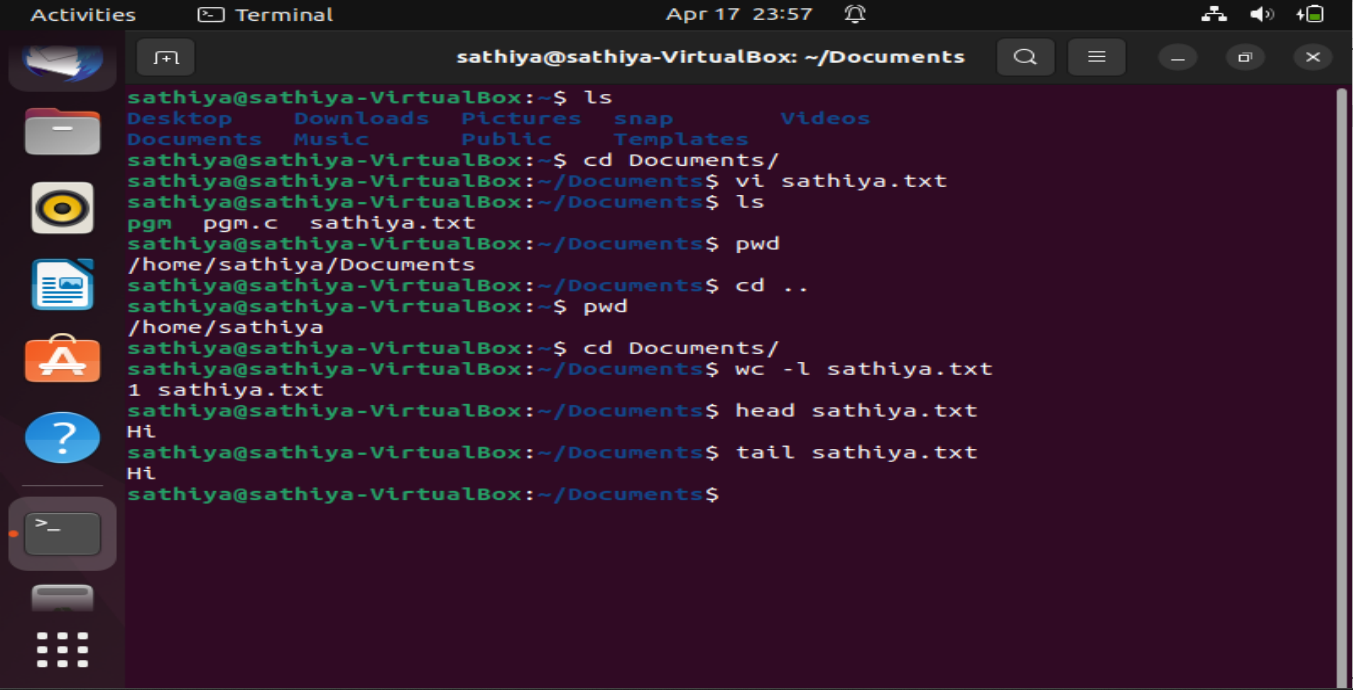 Activities Terminal Apr 17 23:57
sathiya@sathiya-VirtualBox: ~/Documents
sathiya@sathiya-VirtualBox:~$ ls
Desktop Downloads Pictures snap Videos
Documents Music Public Templates
sathiya@sathiya-VirtualBox:~$ cd Documents/
sathiya@sathiya-VirtualBox:~/Documents$ vi sathiya.txt
sathiya@sathiya-VirtualBox:~/Documents$ ls
pgm pgm.c sathiya.txt
sathiya@sathiya-VirtualBox:~/Documents$ pwd
/home/sathiya/Documents
sathiya@sathiya-VirtualBox:~/Documents$ cd ..
sathiya@sathiya-VirtualBox:~$ pwd
/home/sathiya
sathiya@sathiya-VirtualBox:~$ cd Documents/
sathiya@sathiya-VirtualBox:~/Documents$ wc -l sathiya.txt
1 sathiya.txt
sathiya@sathiya-VirtualBox:~/Documents$ head sathiya.txt
Hi
sathiya@sathiya-VirtualBox:~/Documents$ tail sathiya.txt
Hi
sathiya@sathiya-VirtualBox:~/Documents$